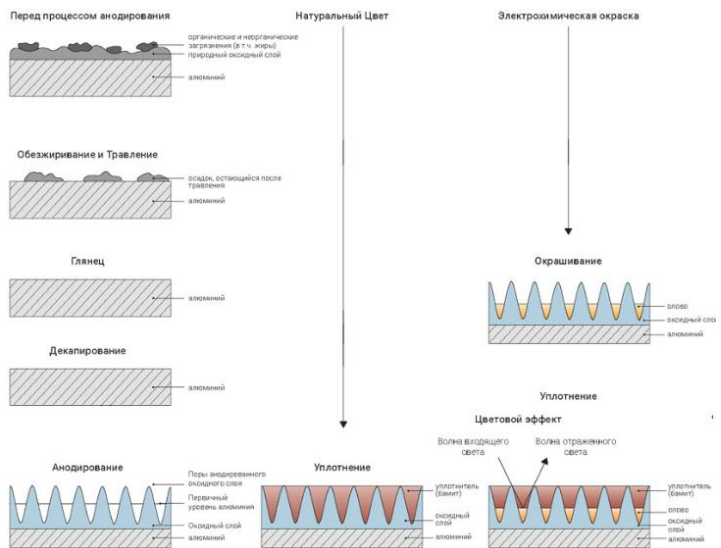 Перед процессом анодирования
органические и неорганические
загрязнения (в т.ч. жиры)
природный оксидный слой
алюминий
Обезжиривание и Травление
осадок, остающийся после
травления
алюминий
Глянец
алюминий
Декапирование
алюминий
Анодирование
Поры анодированного
оксидного слоя
Первичный
уровень алюминия
Оксидный слой
алюминий
Натуральный Цвет
Уплотнение
уплотнитель
(бамит)
оксидный
слой
алюминий
Электрохимическая окраска
Окрашивание
олово
оксидный слой
алюминий
Уплотнение
Цветовой эффект
Волна входящего
света
Волна отраженного
света
уплотнитель
(бамит)
олово
оксидный
слой
алюминий